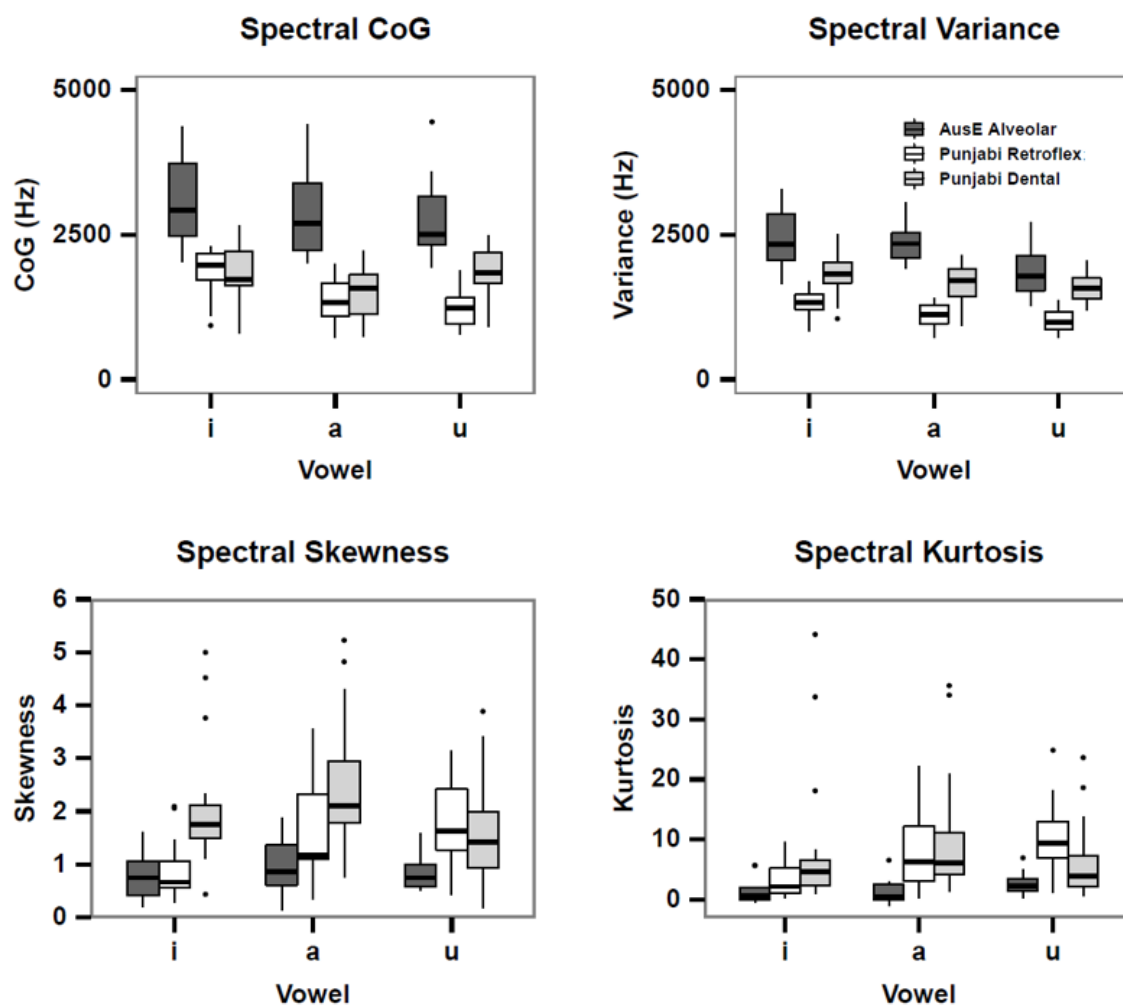 Spectral CoG
5000
2500
0
CoG (Hz)
i a u
Vowel
Spectral Variance
5000
2500
0
Variance (Hz)
AusE Alveolar
Punjabi Retroflex:
Punjabi Dental
i a u
Vowel
Spectral Skewness
6
5
4
3
2
1
0
Skewness
i a u
Vowel
Spectral Kurtosis
50
40
30
20
10
0
Kurtosis
i a u
Vowel